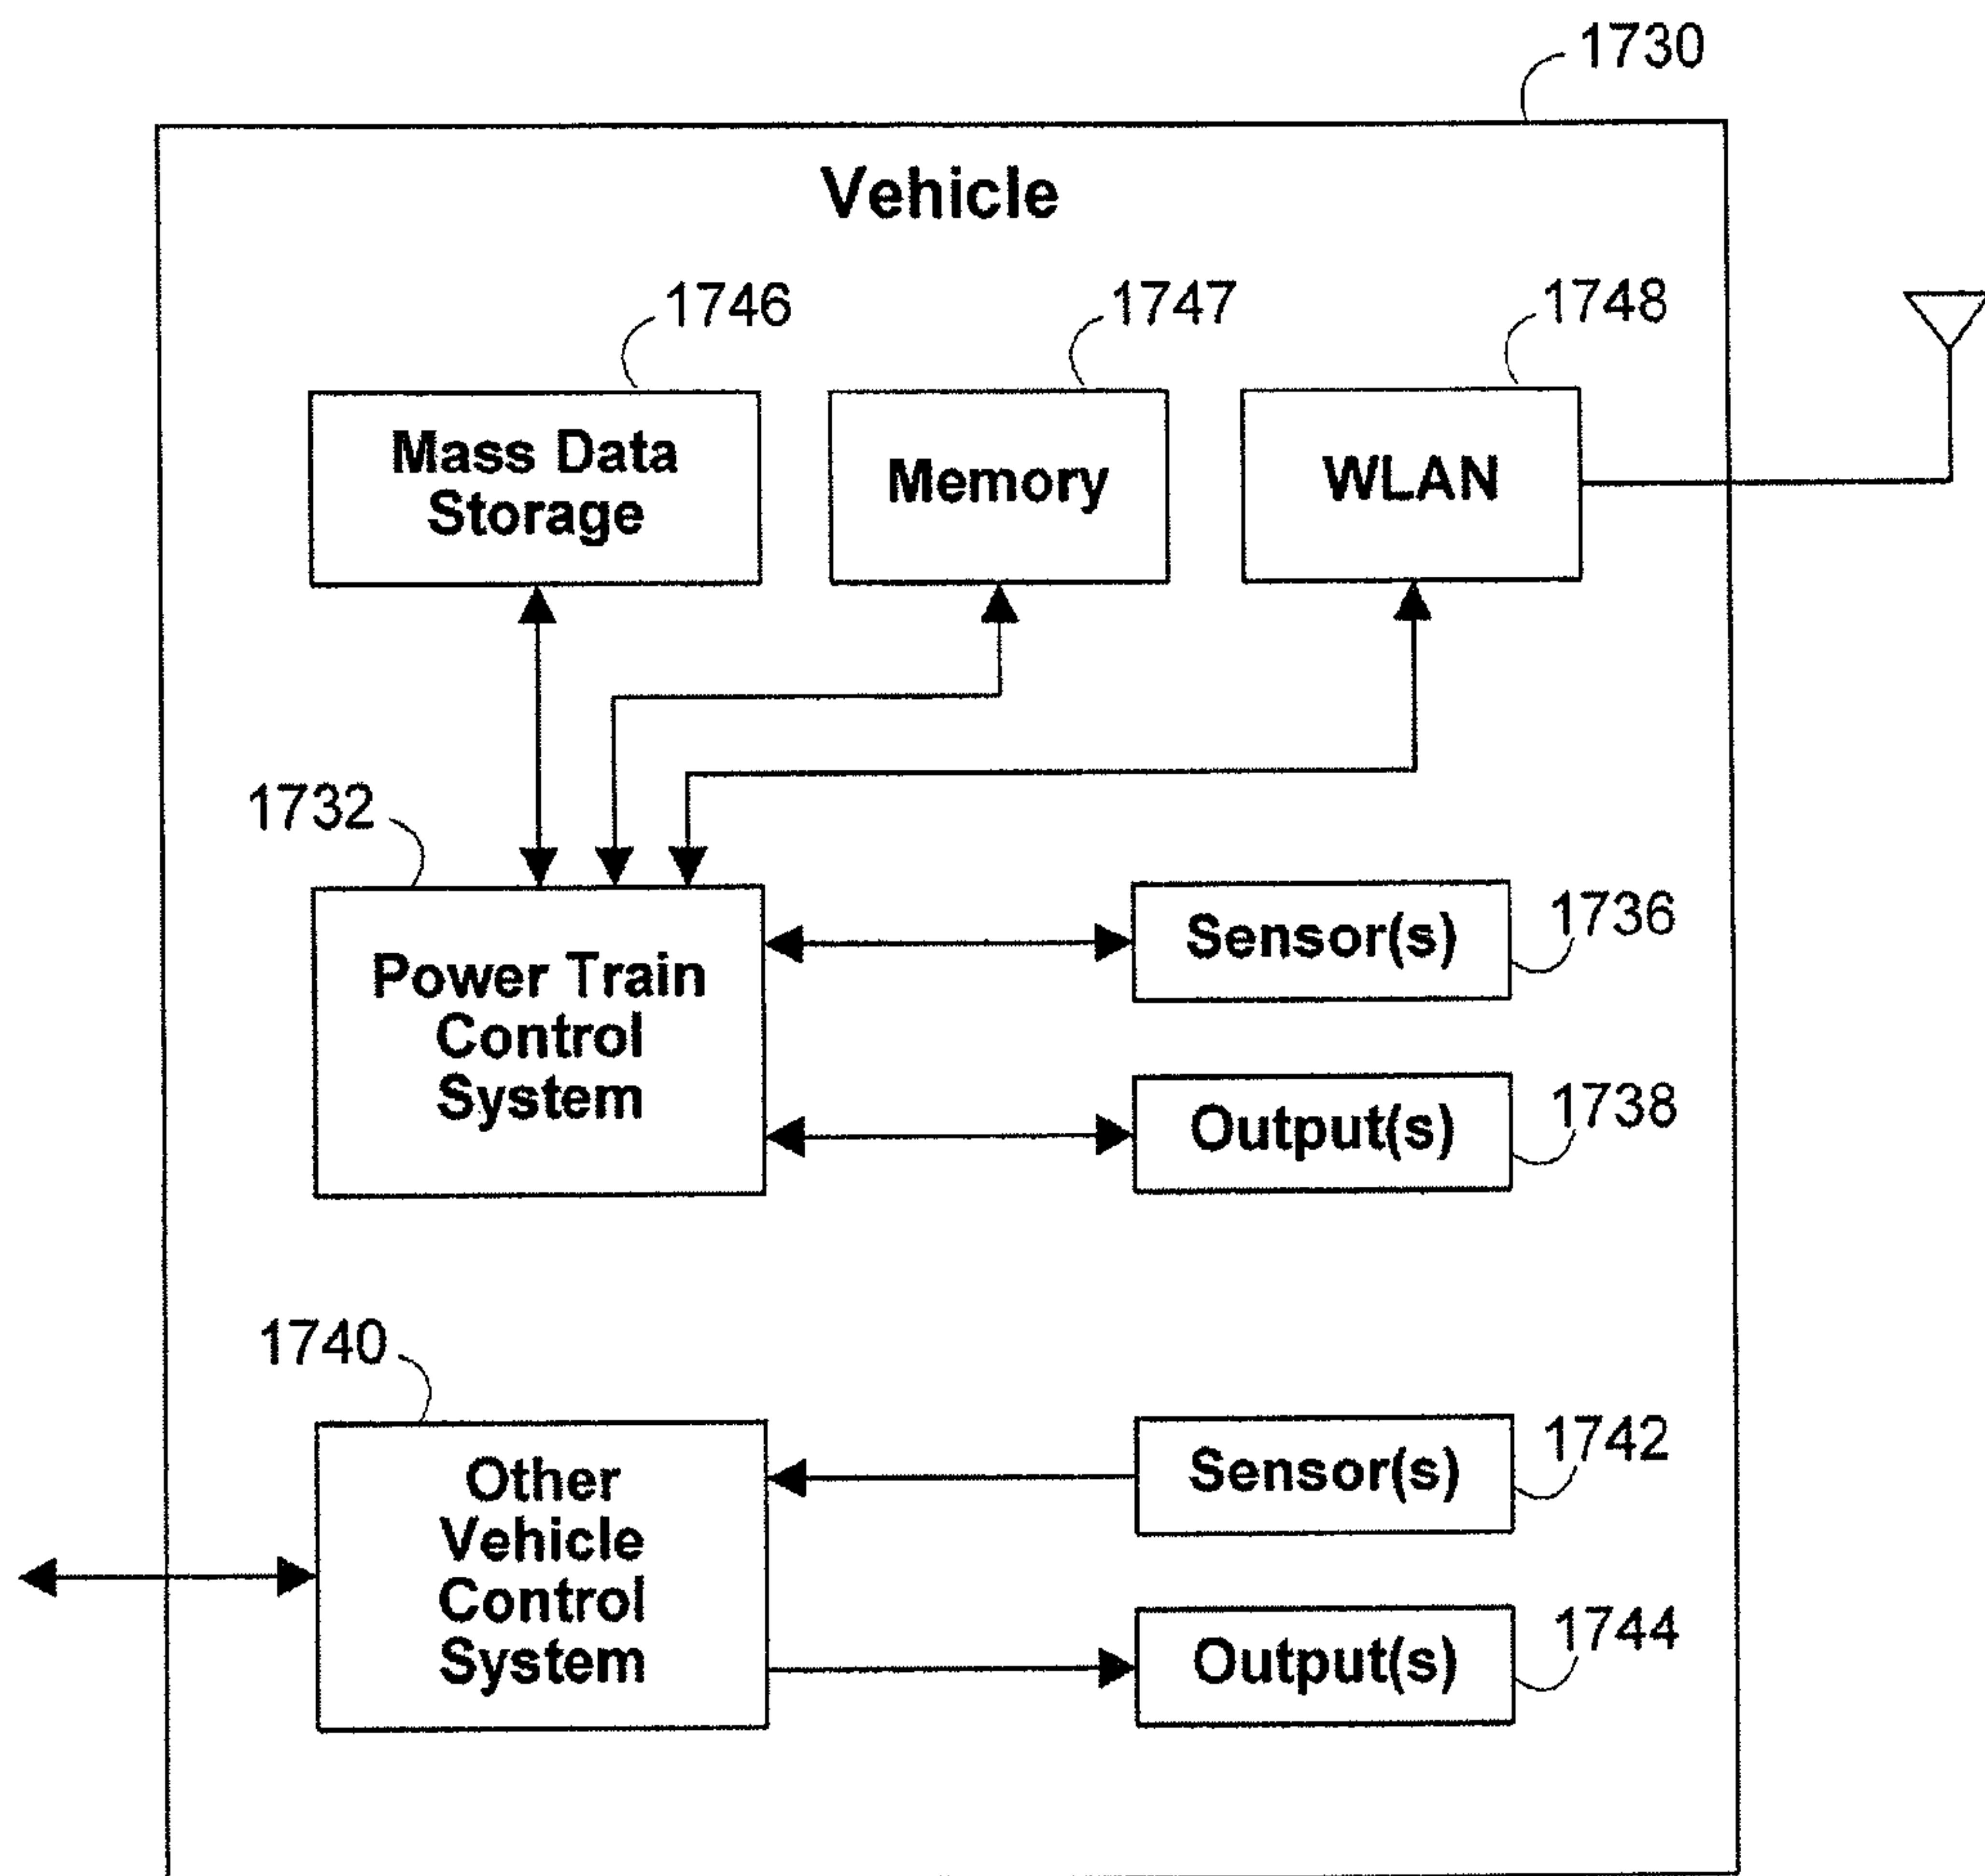 1730
Vehicle
1746
1747
1748
Mass Data
Storage
Memory
WLAN
1732
Power Train
Control
System
Sensor(s)
1736
Output(s)
1738
1740
Other
Vehicle
Control
System
Sensor(s)
1742
Output(s)
1744